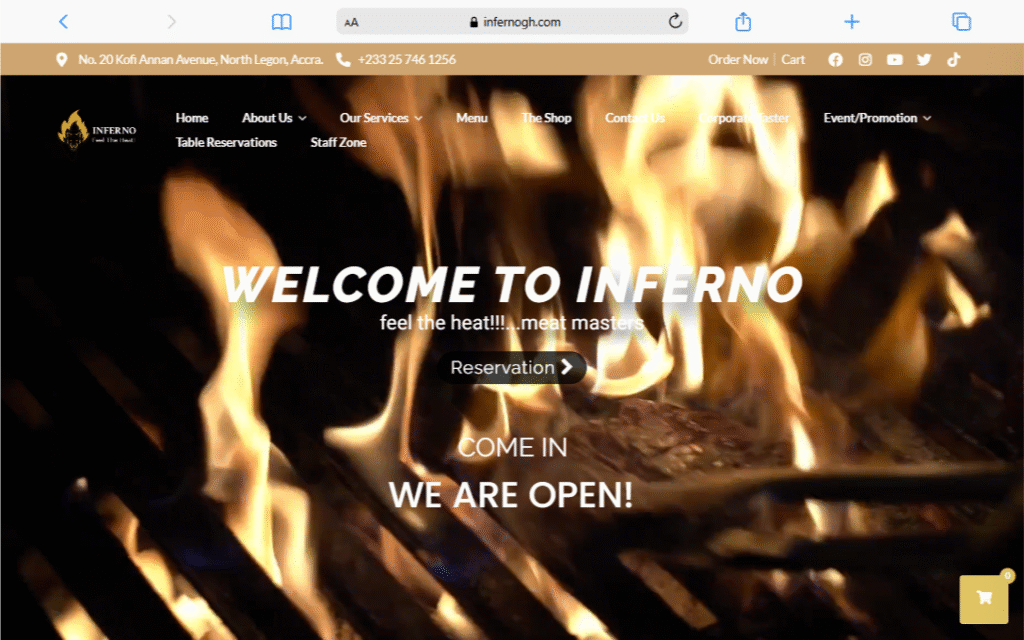 AA infernogh.com
No. 20 Kofi Annan Avenue, North Legon, Accra. +233 25 746 1256 Order Now Cart
Home About Us Our Services Menu The Shop Contact Us Corporate Master Event/Promotion
Table Reservations Staff Zone
INFERNO
Feel The Heat!
WELCOME TO INFERNO
feel the heat!!!...meat masters
Reservation
COME IN
WE ARE OPEN!
0